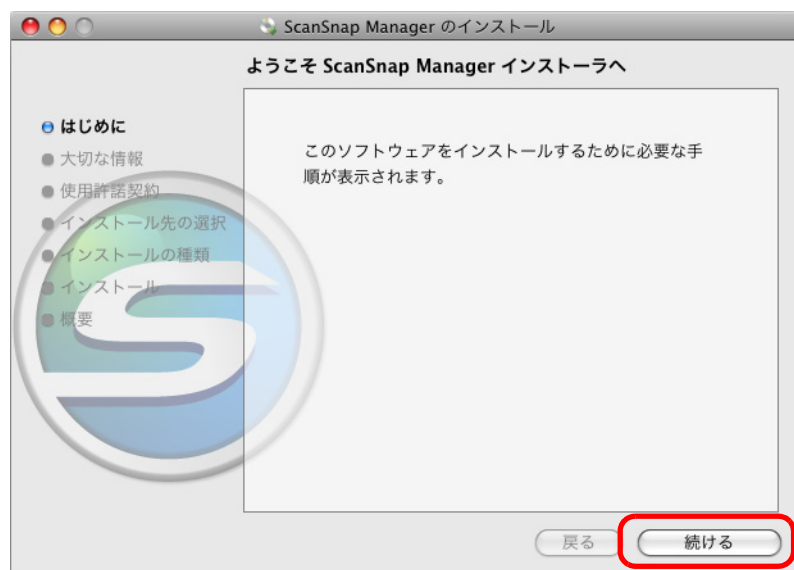 ScanSnap Manager のインストール
ようこそ ScanSnap Manager インストーラへ
はじめに
大切な情報
使用許諾契約
インストール先の選択
インストールの種類
インストール
概要
このソフトウェアをインストールするために必要な手
順が表示されます。
戻る
続ける